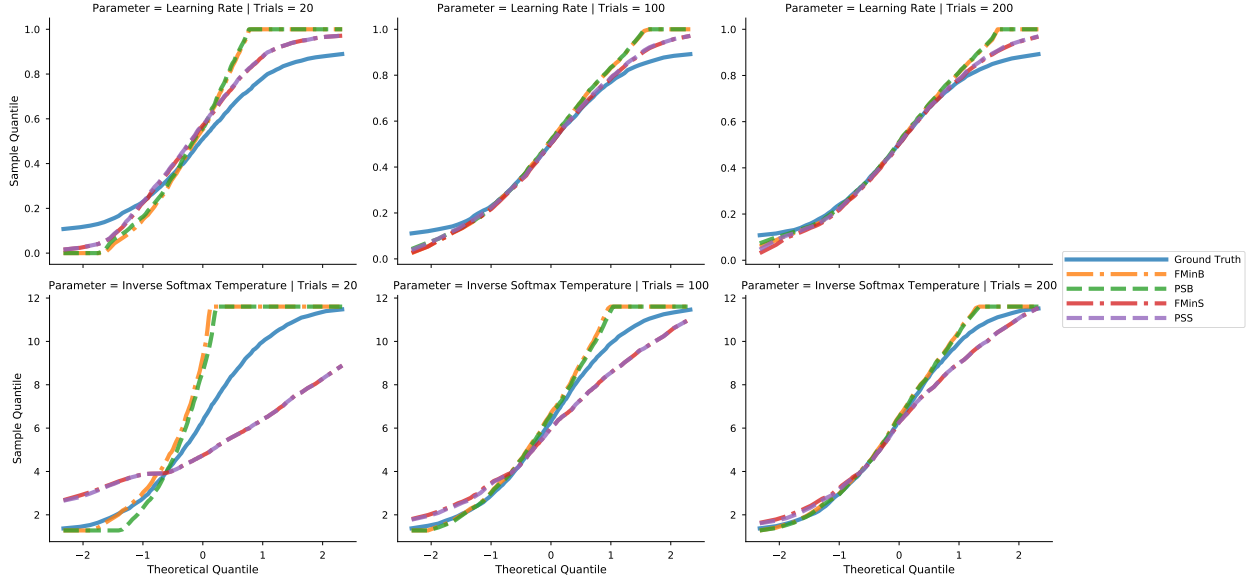 Parameter = Learning Rate | Trials = 20
Parameter = Learning Rate | Trials = 100
Parameter = Learning Rate | Trials = 200
1.0
0.8
0.6
0.4
0.2
0.0
Sample Quantile
1.0
0.8
0.6
0.4
0.2
0.0
1.0
0.8
0.6
0.4
0.2
0.0
Ground Truth
FMinB
PSB
FMinS
PSS
Parameter = Inverse Softmax Temperature | Trials = 20
Parameter = Inverse Softmax Temperature | Trials = 100
Parameter = Inverse Softmax Temperature | Trials = 200
12
10
8
6
4
2
Sample Quantile
12
10
8
6
4
2
12
10
8
6
4
2
−2 −1 0 1 2
−2 −1 0 1 2
−2 −1 0 1 2
Theoretical Quantile
Theoretical Quantile
Theoretical Quantile